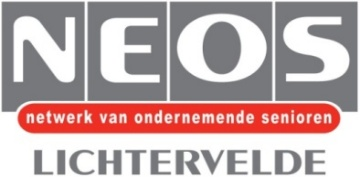 NEOS
netwerk van ondernemende senioren
LICHTERVELDE